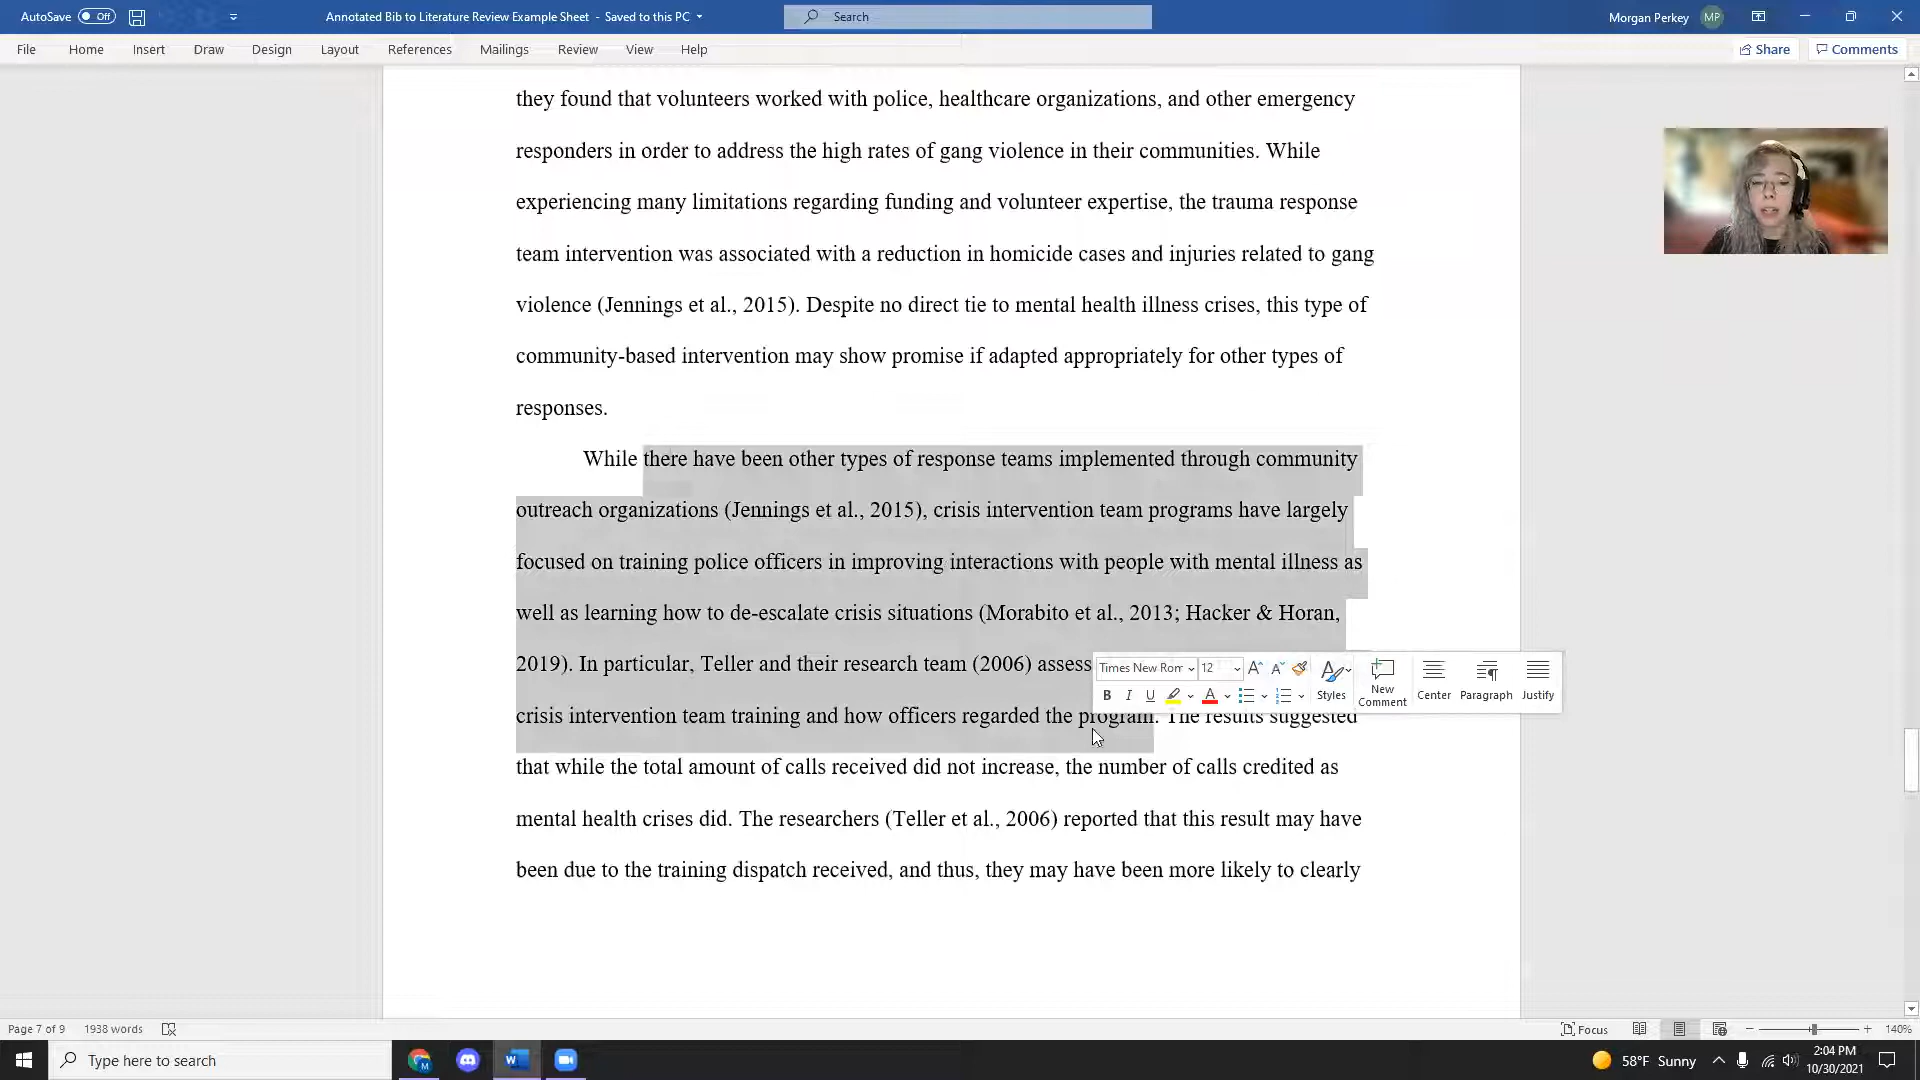 AutoSave Off Annotated Bib to Literature Review Example Sheet - Saved to this PC Search Morgan Perkey MP
File Home Insert Draw Design Layout References Mailings Review View Help Share Comments
they found that volunteers worked with police, healthcare organizations, and other emergency
responders in order to address the high rates of gang violence in their communities. While
experiencing many limitations regarding funding and volunteer expertise, the trauma response
team intervention was associated with a reduction in homicide cases and injuries related to gang
violence (Jennings et al., 2015). Despite no direct tie to mental health illness crises, this type of
community-based intervention may show promise if adapted appropriately for other types of
responses.
While there have been other types of response teams implemented through community
outreach organizations (Jennings et al., 2015), crisis intervention team programs have largely
focused on training police officers in improving interactions with people with mental illness as
well as learning how to de-escalate crisis situations (Morabito et al., 2013; Hacker & Horan,
2019). In particular, Teller and their research team (2006) assess
crisis intervention team training and how officers regarded the program. The results suggested
that while the total amount of calls received did not increase, the number of calls credited as
mental health crises did. The researchers (Teller et al., 2006) reported that this result may have
been due to the training dispatch received, and thus, they may have been more likely to clearly
Times New Rom 12
B I U A Styles New Comment Center Paragraph Justify
Page 7 of 9 1938 words Focus 140%
Type here to search 58°F Sunny 2:04 PM
10/30/2021